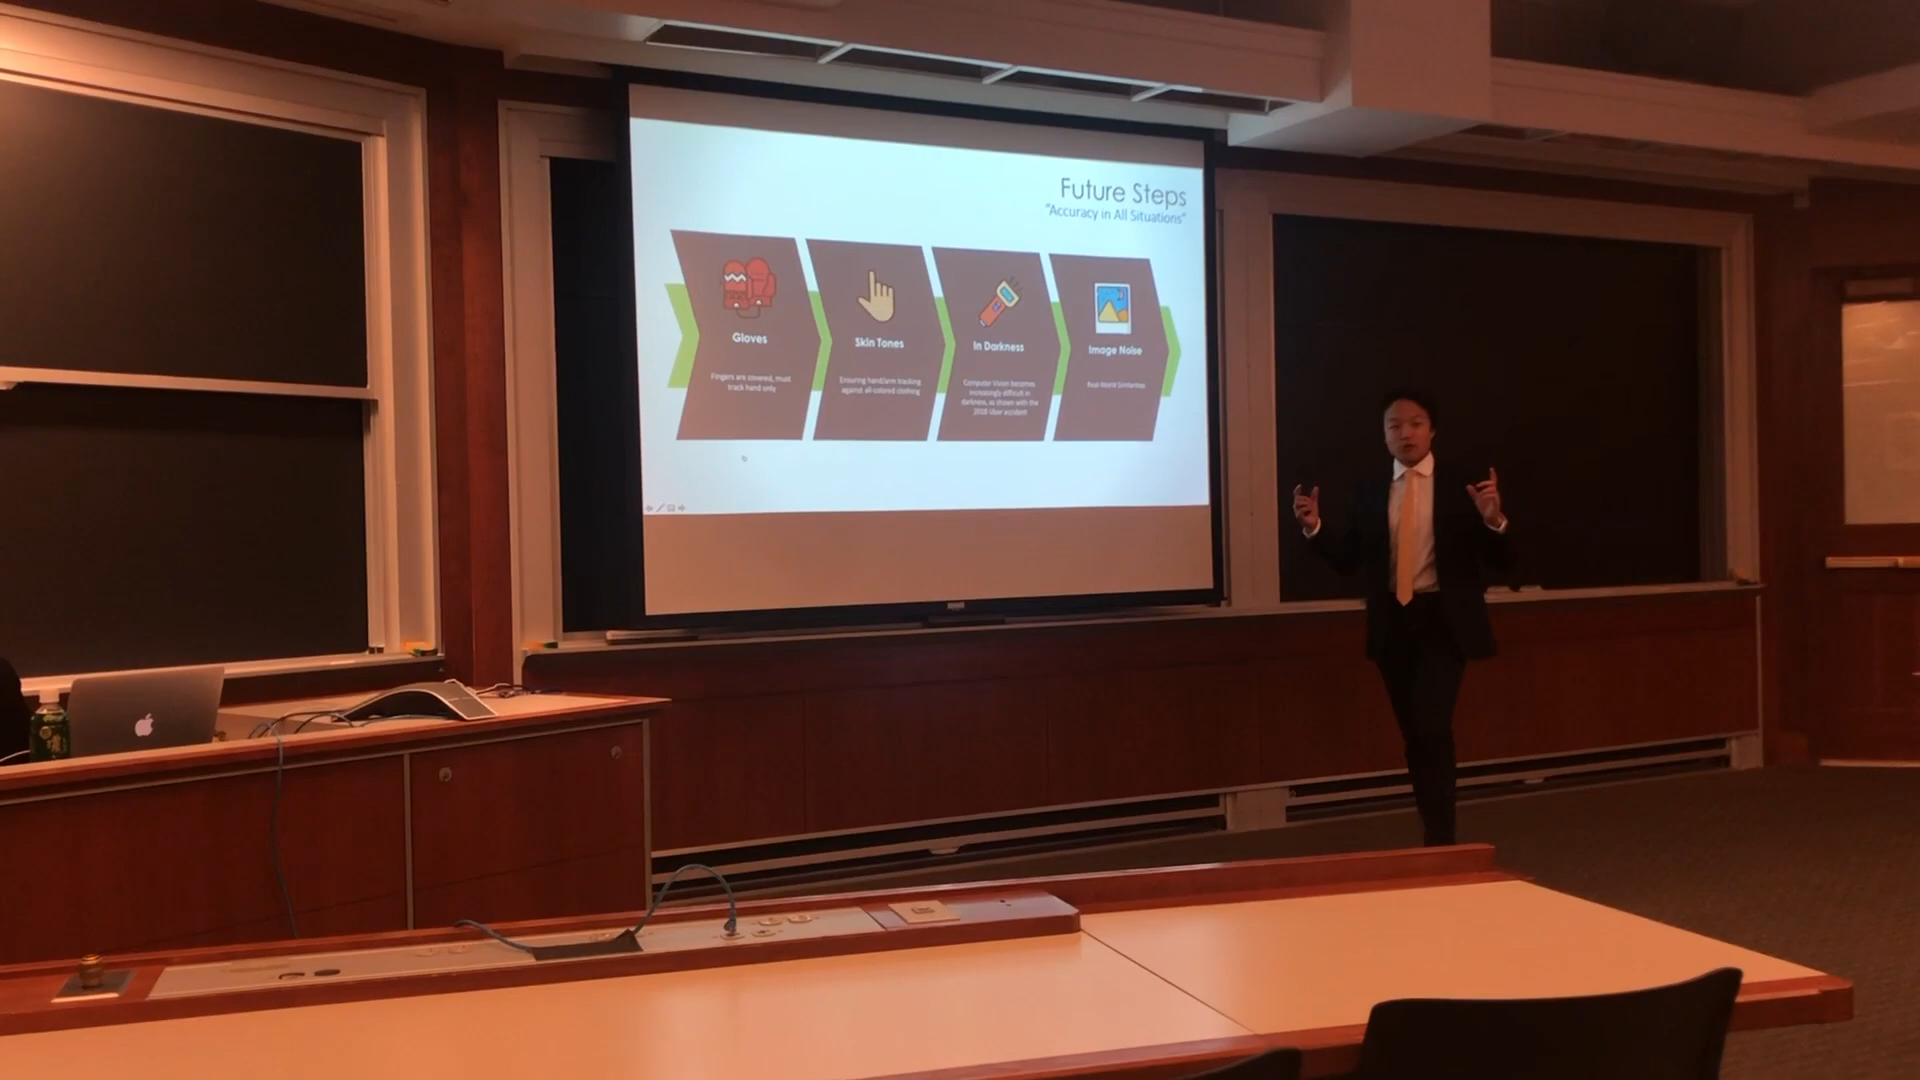 Future Steps
"Accuracy in All Situations"
Gloves
Fingers are covered, must
track hand only
Skin Tones
Ensuring hand/arm tracking
against all-colored clothing
In Darkness
Computer Vision becomes
increasingly difficult in
darkness, as shown with the
2018 Uber accident
Image Noise
Real-World Similarities